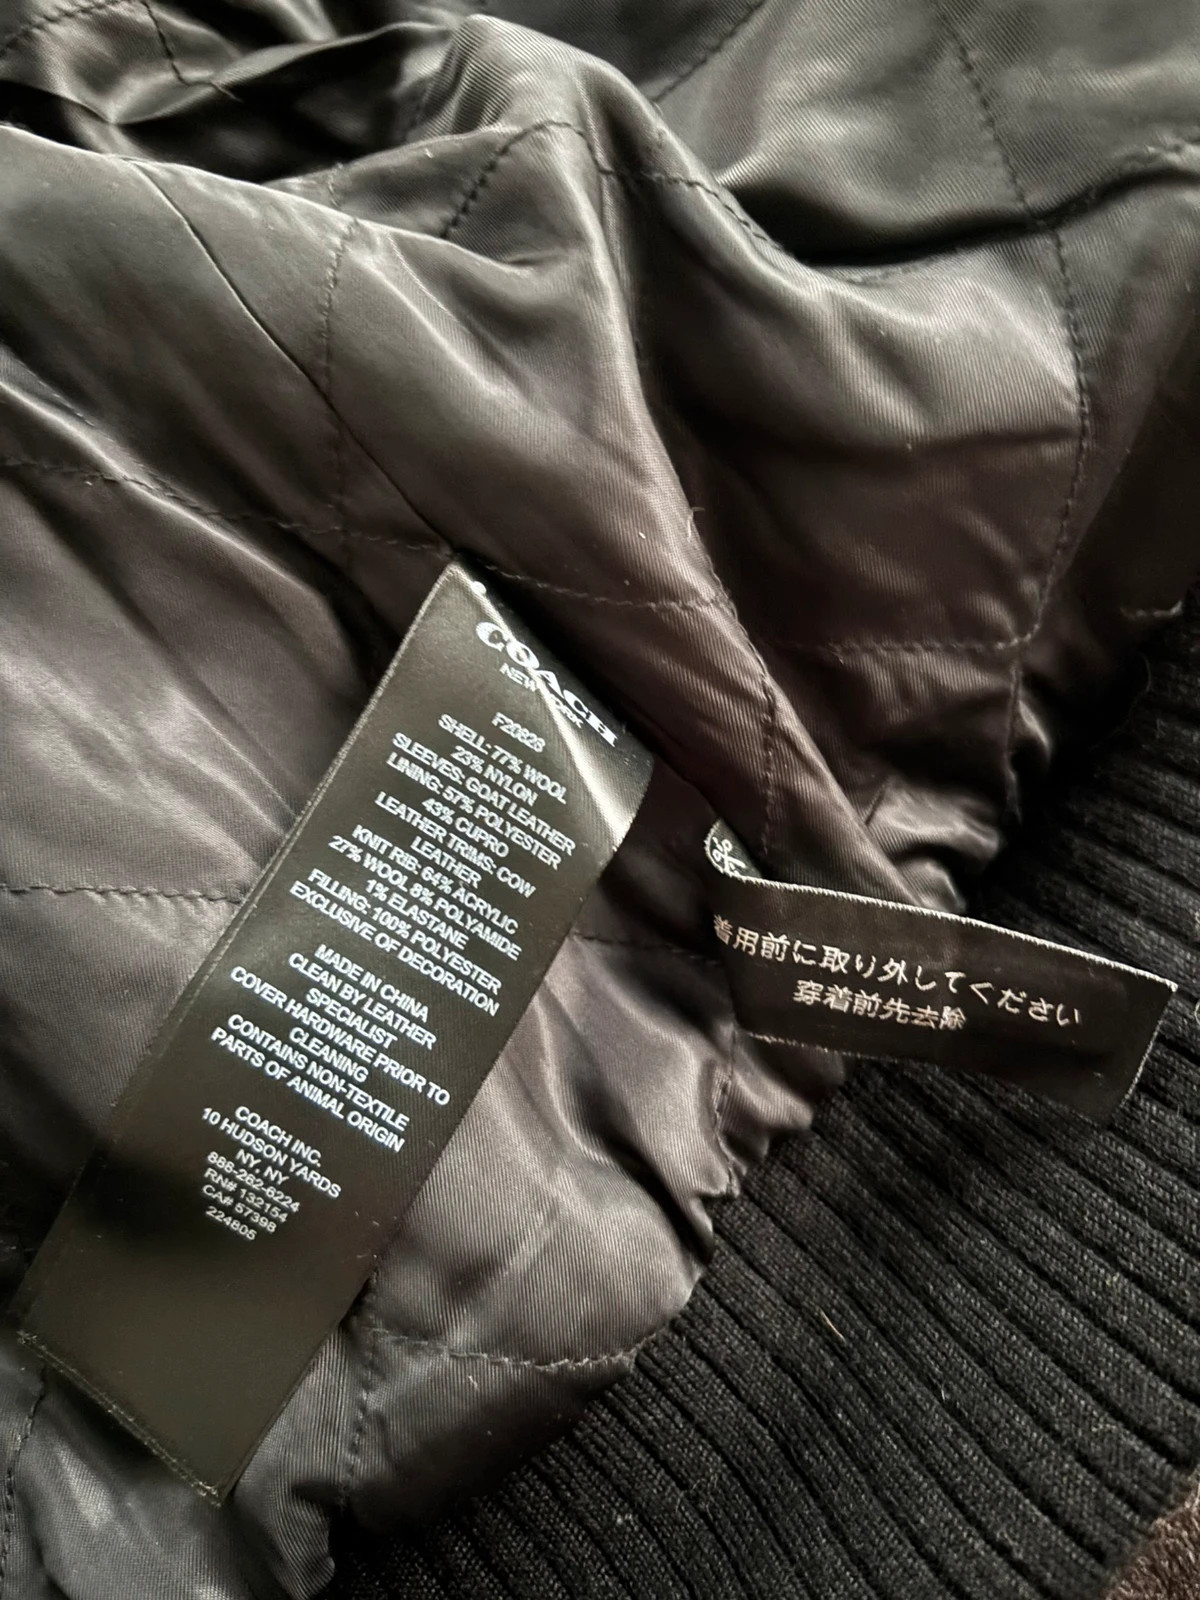 COACH
NEW YORK
F20828
SHELL: 77% WOOL
23% NYLON
SLEEVES: GOAT LEATHER
LINING: 57% POLYESTER
43% CUPRO
LEATHER TRIMS: COW
LEATHER
KNIT RIB: 64% ACRYLIC
27% WOOL 8% POLYAMIDE
1% ELASTANE
FILLING: 100% POLYESTER
EXCLUSIVE OF DECORATION
MADE IN CHINA
CLEAN BY LEATHER
SPECIALIST
COVER HARDWARE PRIOR TO
CLEANING
CONTAINS NON-TEXTILE
PARTS OF ANIMAL ORIGIN
COACH INC.
10 HUDSON YARDS
NY, NY
888-262-6224
RN# 132154
CA# 57398
224805
着用前に取り外してください
穿着前先去除